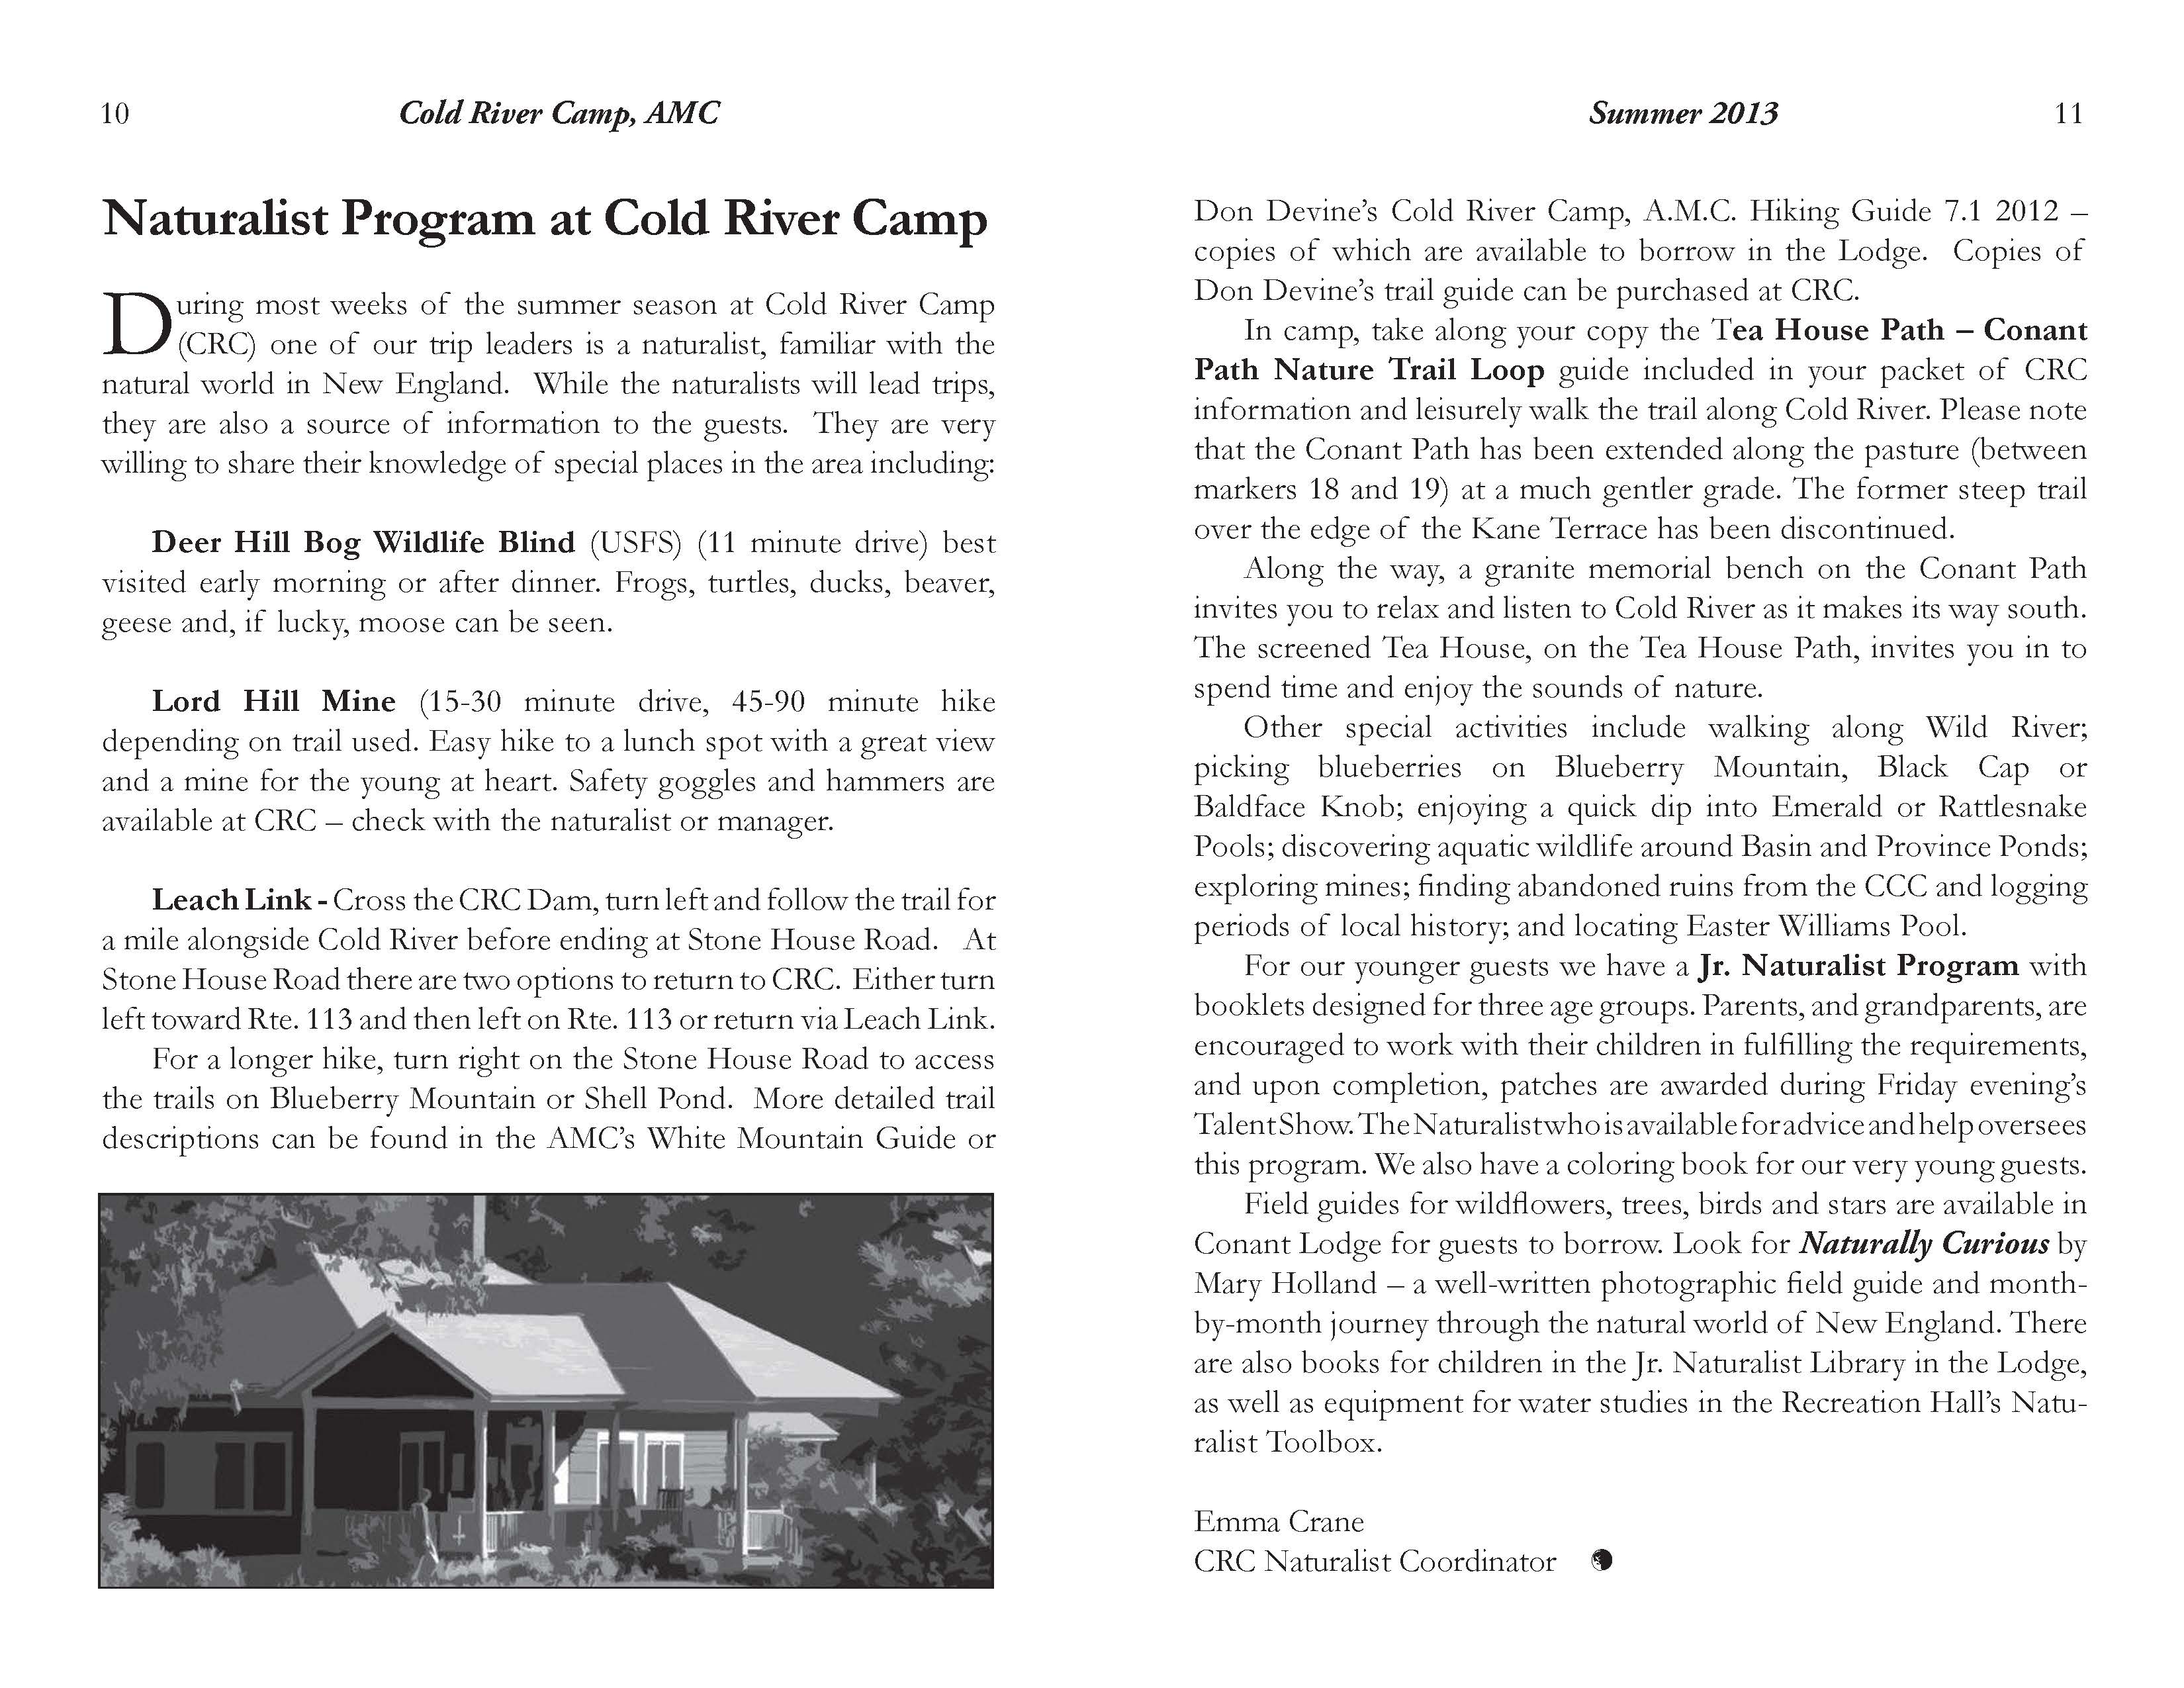 10 Cold River Camp, AMC
Naturalist Program at Cold River Camp
During most weeks of the summer season at Cold River Camp
(CRC) one of our trip leaders is a naturalist, familiar with the
natural world in New England. While the naturalists will lead trips,
they are also a source of information to the guests. They are very
willing to share their knowledge of special places in the area including:
Deer Hill Bog Wildlife Blind (USFS) (11 minute drive) best
visited early morning or after dinner. Frogs, turtles, ducks, beaver,
geese and, if lucky, moose can be seen.
Lord Hill Mine (15-30 minute drive, 45-90 minute hike
depending on trail used. Easy hike to a lunch spot with a great view
and a mine for the young at heart. Safety goggles and hammers are
available at CRC – check with the naturalist or manager.
Leach Link - Cross the CRC Dam, turn left and follow the trail for
a mile alongside Cold River before ending at Stone House Road. At
Stone House Road there are two options to return to CRC. Either turn
left toward Rte. 113 and then left on Rte. 113 or return via Leach Link.
For a longer hike, turn right on the Stone House Road to access
the trails on Blueberry Mountain or Shell Pond. More detailed trail
descriptions can be found in the AMC's White Mountain Guide or
Summer 2013 11
Don Devine's Cold River Camp, A.M.C. Hiking Guide 7.1 2012 –
copies of which are available to borrow in the Lodge. Copies of
Don Devine's trail guide can be purchased at CRC.
In camp, take along your copy the Tea House Path – Conant
Path Nature Trail Loop guide included in your packet of CRC
information and leisurely walk the trail along Cold River. Please note
that the Conant Path has been extended along the pasture (between
markers 18 and 19) at a much gentler grade. The former steep trail
over the edge of the Kane Terrace has been discontinued.
Along the way, a granite memorial bench on the Conant Path
invites you to relax and listen to Cold River as it makes its way south.
The screened Tea House, on the Tea House Path, invites you in to
spend time and enjoy the sounds of nature.
Other special activities include walking along Wild River;
picking blueberries on Blueberry Mountain, Black Cap or
Baldface Knob; enjoying a quick dip into Emerald or Rattlesnake
Pools; discovering aquatic wildlife around Basin and Province Ponds;
exploring mines; finding abandoned ruins from the CCC and logging
periods of local history; and locating Easter Williams Pool.
For our younger guests we have a Jr. Naturalist Program with
booklets designed for three age groups. Parents, and grandparents, are
encouraged to work with their children in fulfilling the requirements,
and upon completion, patches are awarded during Friday evening's
Talent Show. The Naturalist who is available for advice and help oversees
this program. We also have a coloring book for our very young guests.
Field guides for wildflowers, trees, birds and stars are available in
Conant Lodge for guests to borrow. Look for Naturally Curious by
Mary Holland – a well-written photographic field guide and month-
by-month journey through the natural world of New England. There
are also books for children in the Jr. Naturalist Library in the Lodge,
as well as equipment for water studies in the Recreation Hall's Natu-
ralist Toolbox.
Emma Crane
CRC Naturalist Coordinator